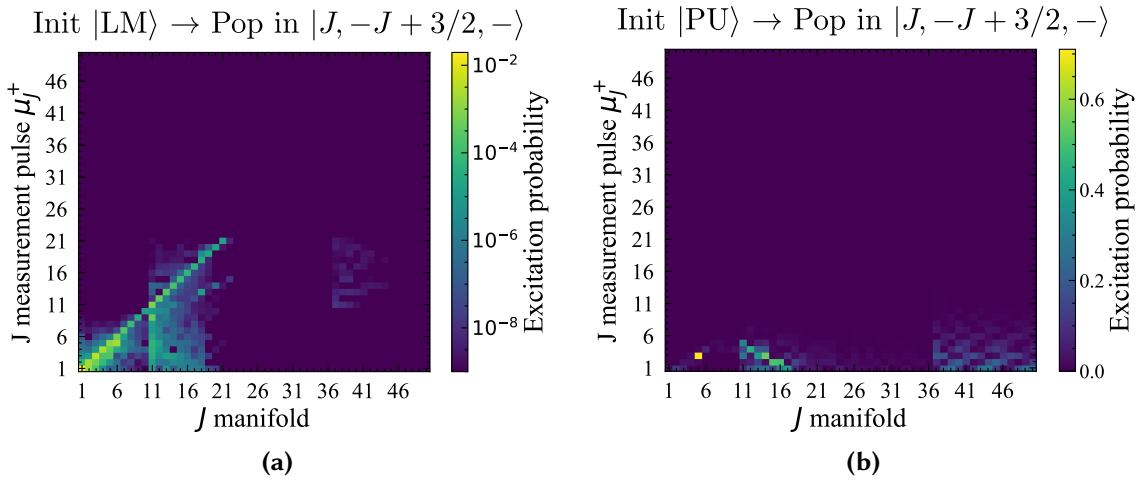 Init |LM⟩ → Pop in |J, −J + 3/2, −⟩
J measurement pulse μ_J^+
46
41
36
31
26
21
16
11
6
1
1 6 11 16 21 26 31 36 41 46
J manifold
10^−2
10^−4
10^−6
10^−8
Excitation probability
(a)
Init |PU⟩ → Pop in |J, −J + 3/2, −⟩
J measurement pulse μ_J^+
46
41
36
31
26
21
16
11
6
1
1 6 11 16 21 26 31 36 41 46
J manifold
0.6
0.4
0.2
0.0
Excitation probability
(b)